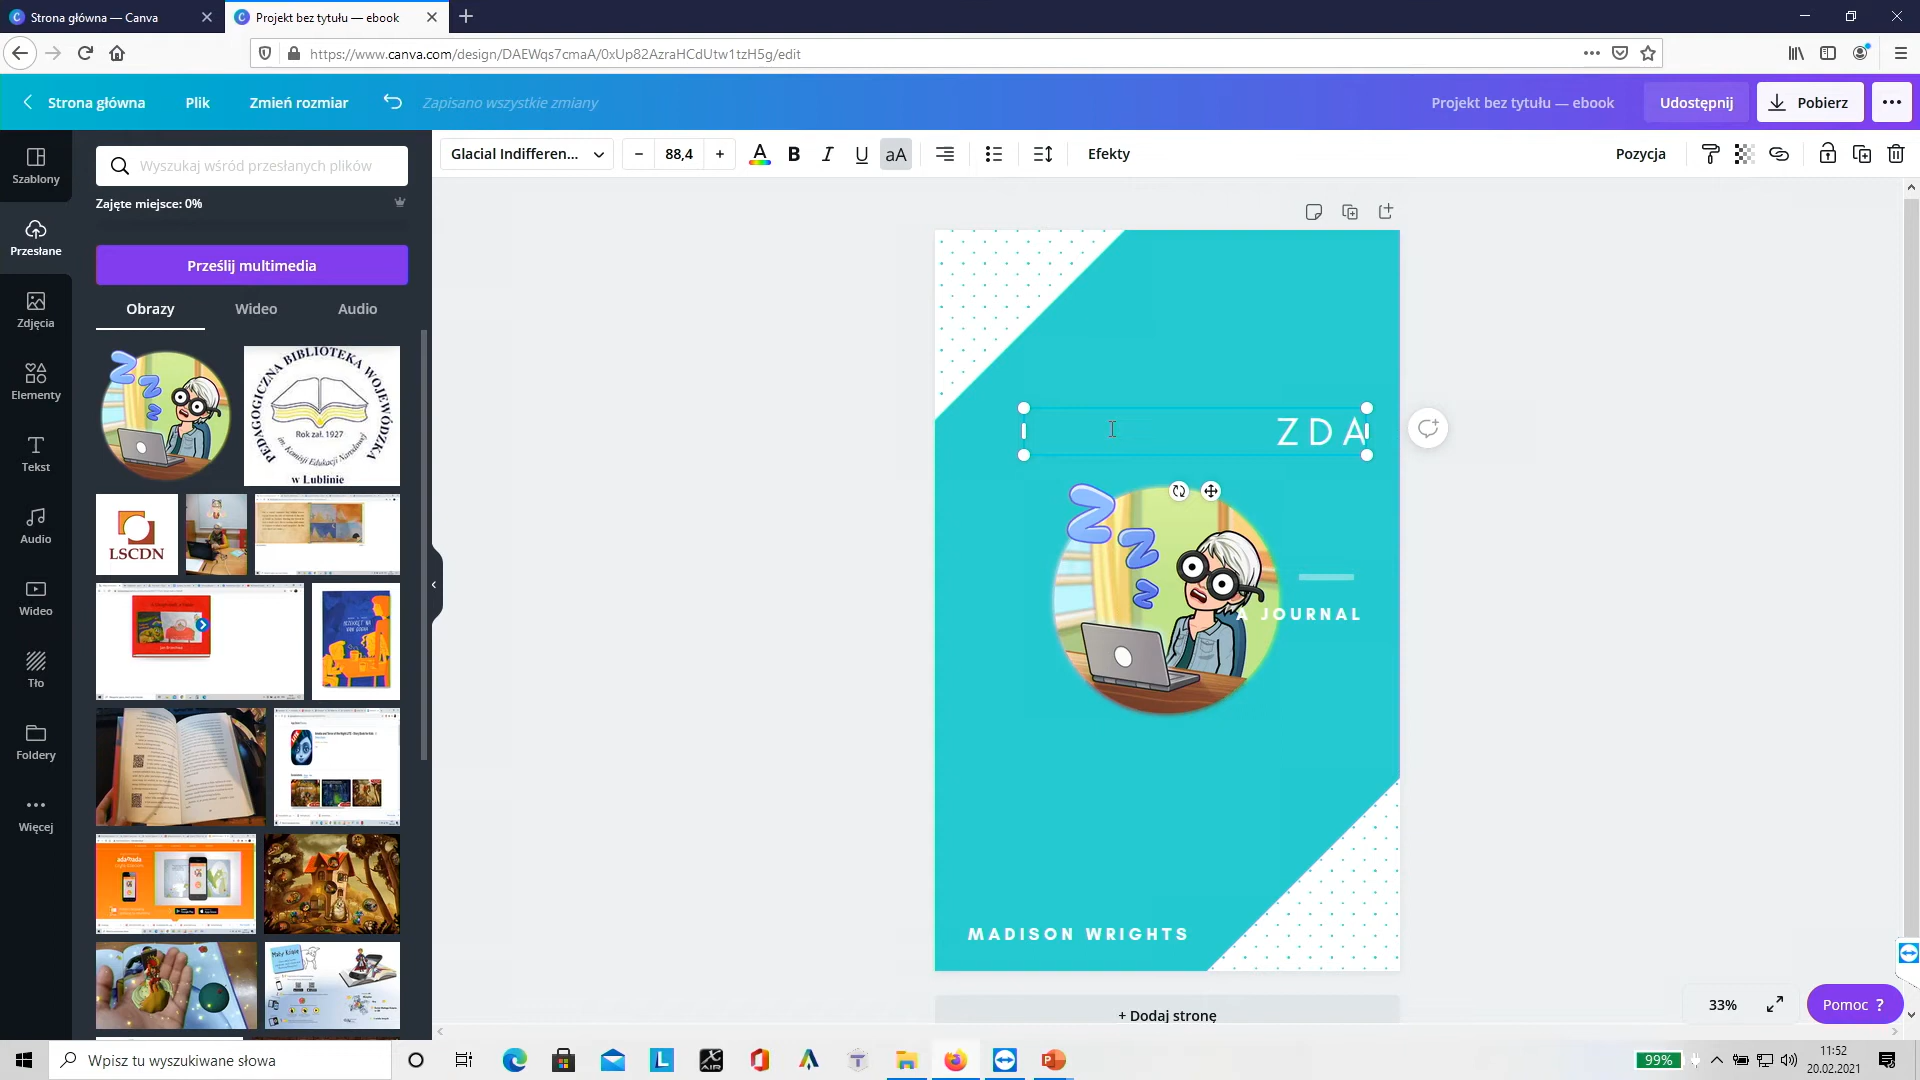 Strona główna — Canva
Projekt bez tytułu — ebook
https://www.canva.com/design/DAEWqs7cmaA/0xUp82AzraHCdUtw1tzH5g/edit
Strona główna
Plik
Zmień rozmiar
Zapisano wszystkie zmiany
Projekt bez tytułu — ebook
Udostępnij
Pobierz
Szablony
Przesłane
Zdjęcia
Elementy
Tekst
Audio
Wideo
Tło
Foldery
Więcej
Wyszukaj wśród przesłanych plików
Zajęte miejsce: 0%
Prześlij multimedia
Obrazy
Wideo
Audio
PEDAGOGICZNA BIBLIOTEKA WOJEWÓDZKA
Rok zał. 1927
im. Komisji Edukacji Narodowej
w Lublinie
LSCDN
Glacial Indifferen...
88,4
B
I
U
aA
Efekty
Pozycja
ZDA
A JOURNAL
MADISON WRIGHTS
+ Dodaj stronę
33%
Pomoc ?
Wpisz tu wyszukiwane słowa
99%
11:52
20.02.2021